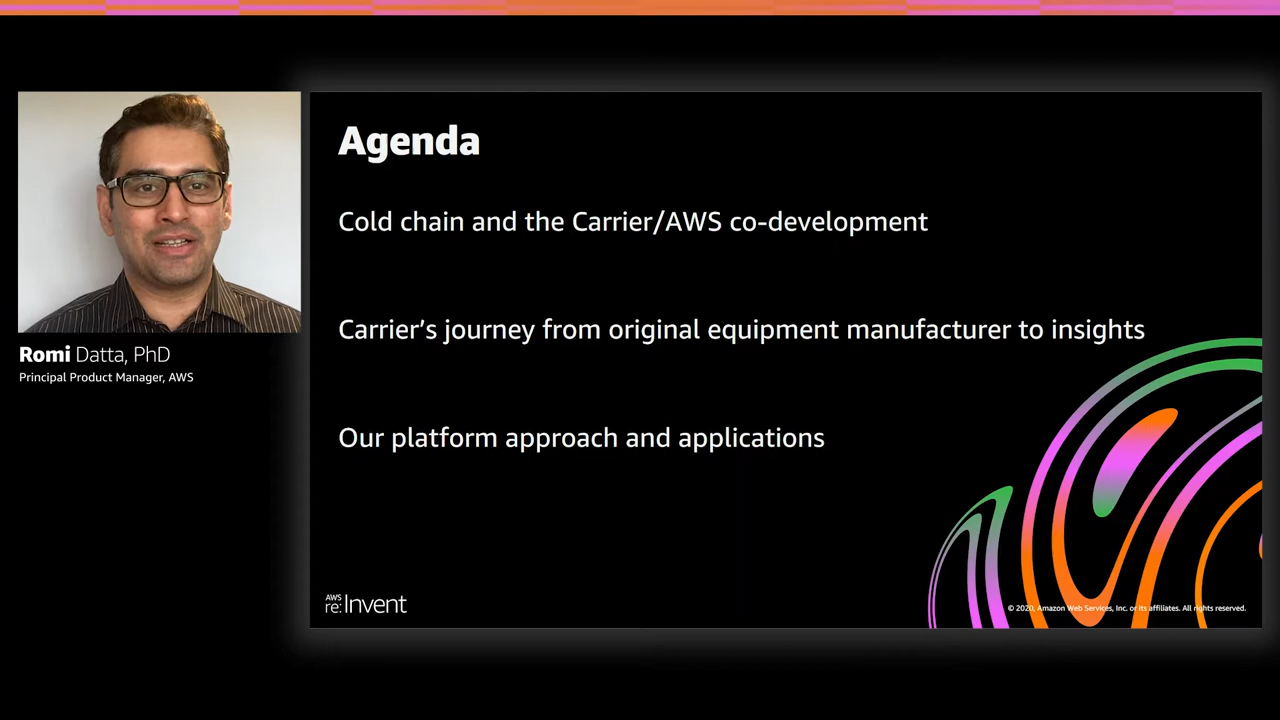 Agenda
Cold chain and the Carrier/AWS co-development
Carrier’s journey from original equipment manufacturer to insights
Our platform approach and applications
Romi Datta, PhD
Principal Product Manager, AWS
AWS
re:Invent
© 2020, Amazon Web Services, Inc. or its affiliates. All rights reserved.